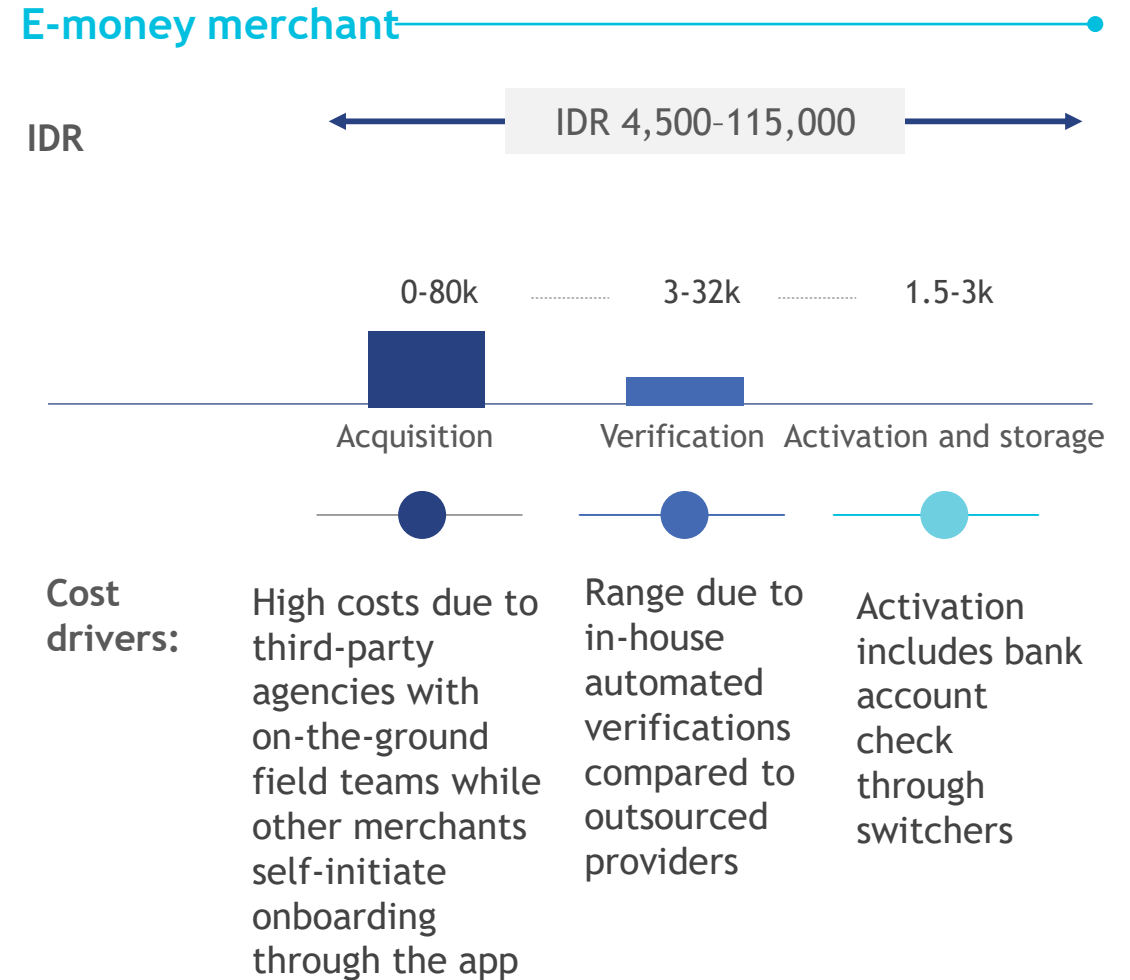 E-money merchant
IDR
IDR 4,500–115,000
0-80k
3-32k
1.5-3k
Acquisition
Verification
Activation and storage
Cost
drivers:
High costs due to
third-party
agencies with
on-the-ground
field teams while
other merchants
self-initiate
onboarding
through the app
Range due to
in-house
automated
verifications
compared to
outsourced
providers
Activation
includes bank
account
check
through
switchers